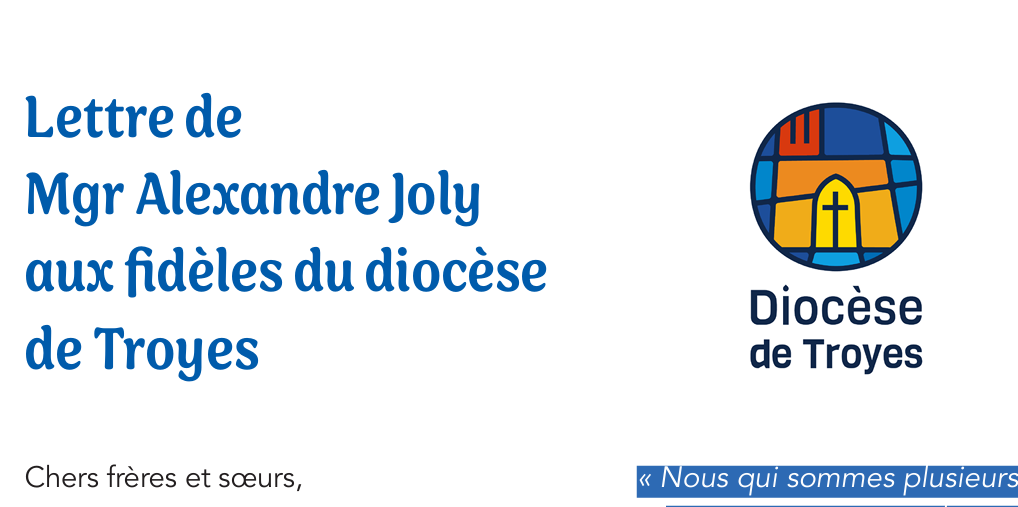 Lettre de
Mgr Alexandre Joly
aux fidèles du diocèse
de Troyes
Diocèse
de Troyes
Chers frères et sœurs,
« Nous qui sommes plusieurs